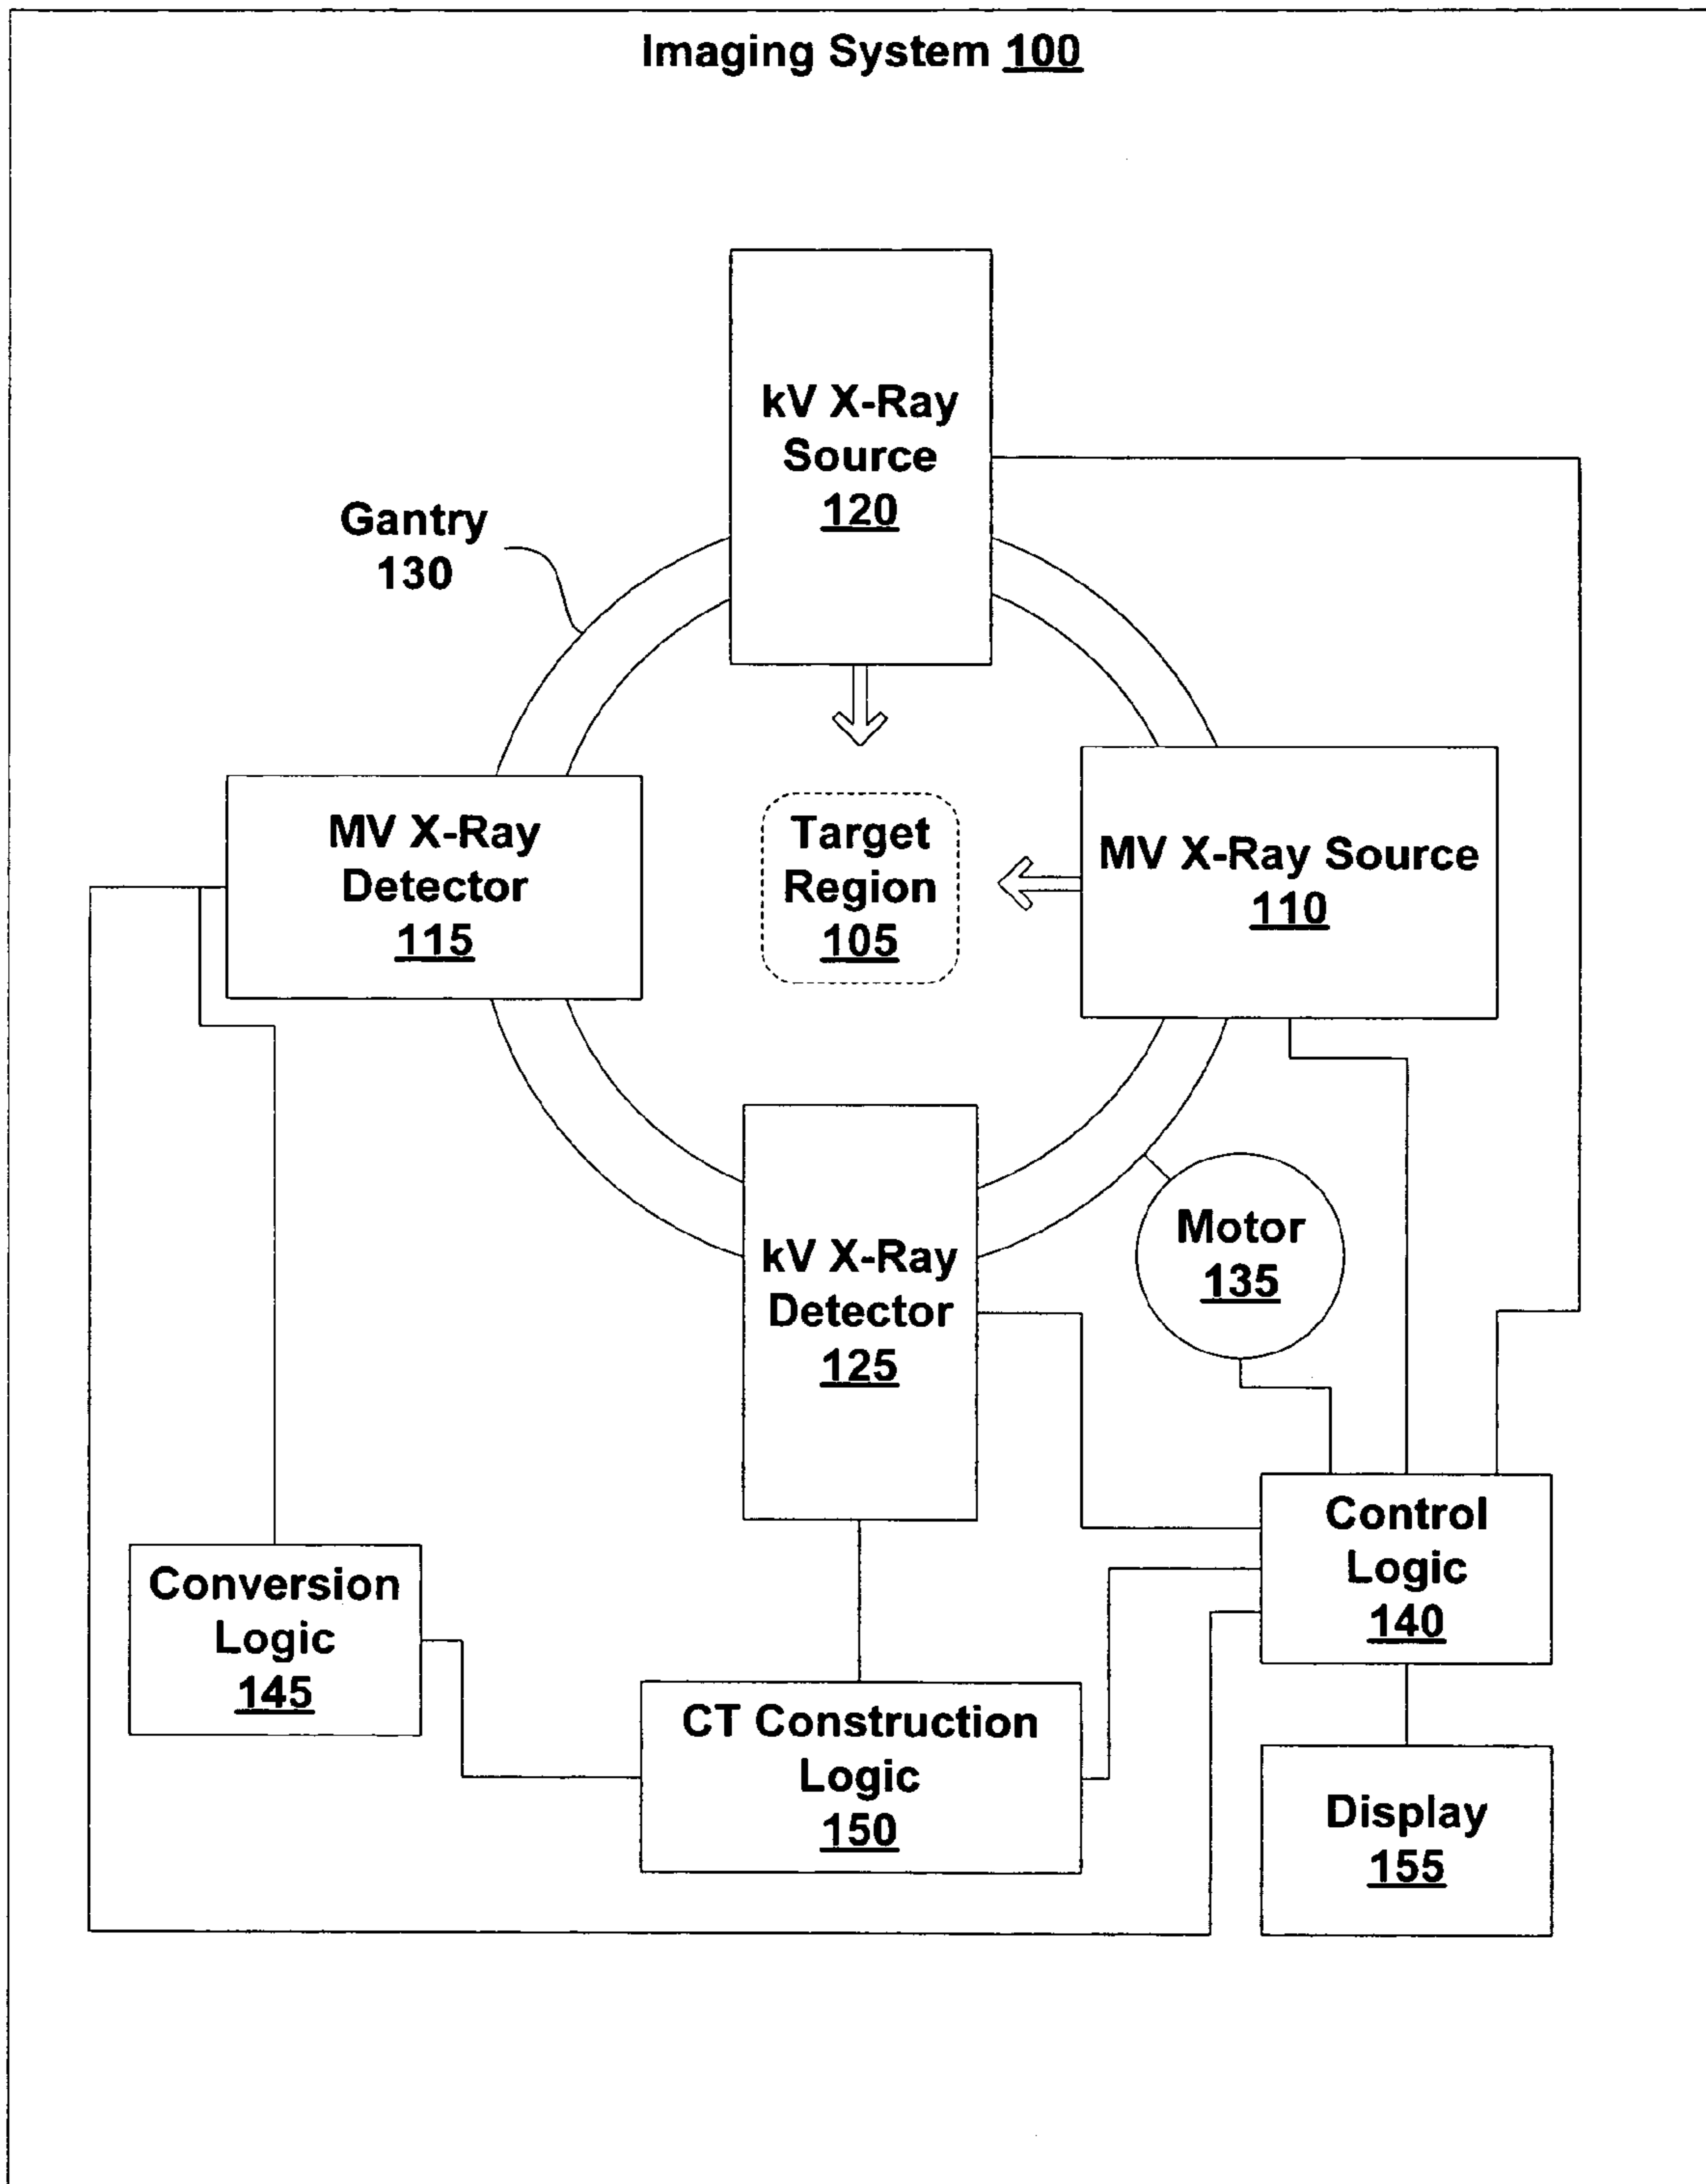 Imaging System 100
kV X-Ray
Source
120
Gantry
130
MV X-Ray
Detector
115
Target
Region
105
MV X-Ray Source
110
kV X-Ray
Detector
125
Motor
135
Control
Logic
140
Conversion
Logic
145
CT Construction
Logic
150
Display
155